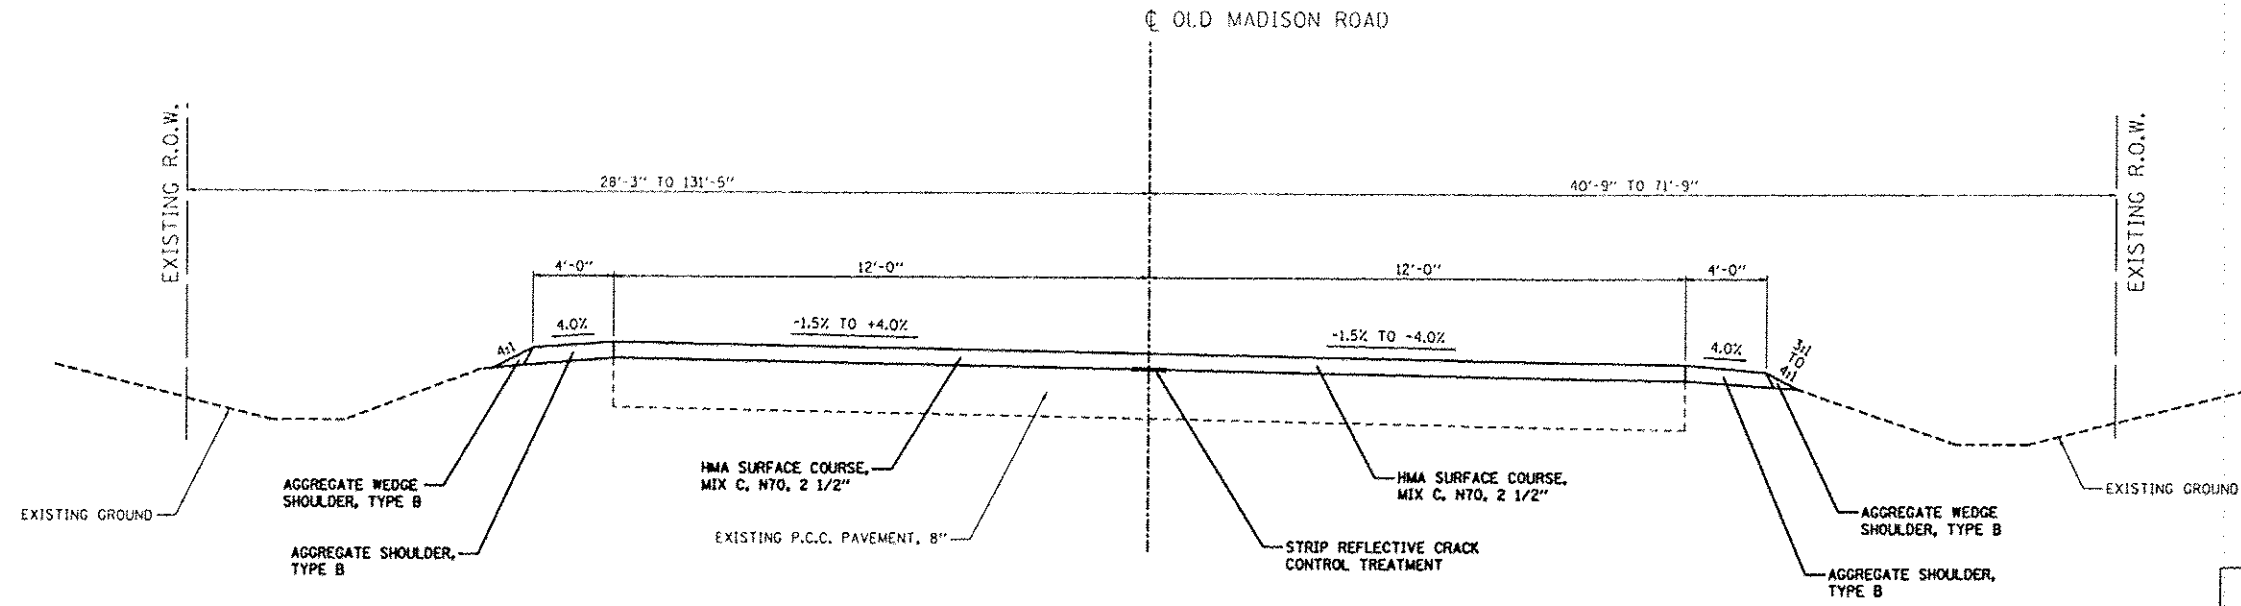 ℄ OLD MADISON ROAD
EXISTING R.O.W.
EXISTING R.O.W.
28'-3" TO 131'-5"
40'-9" TO 71'-9"
4'-0"
12'-0"
12'-0"
4'-0"
4:1
4.0%
-1.5% TO +4.0%
-1.5% TO -4.0%
4.0%
3:1
TO
4:1
HMA SURFACE COURSE,
MIX C, N70, 2 1/2"
HMA SURFACE COURSE,
MIX C, N70, 2 1/2"
AGGREGATE WEDGE
SHOULDER, TYPE B
EXISTING GROUND
EXISTING GROUND
AGGREGATE WEDGE
SHOULDER, TYPE B
EXISTING P.C.C. PAVEMENT, 8"
STRIP REFLECTIVE CRACK
CONTROL TREATMENT
AGGREGATE SHOULDER,
TYPE B
AGGREGATE SHOULDER,
TYPE B